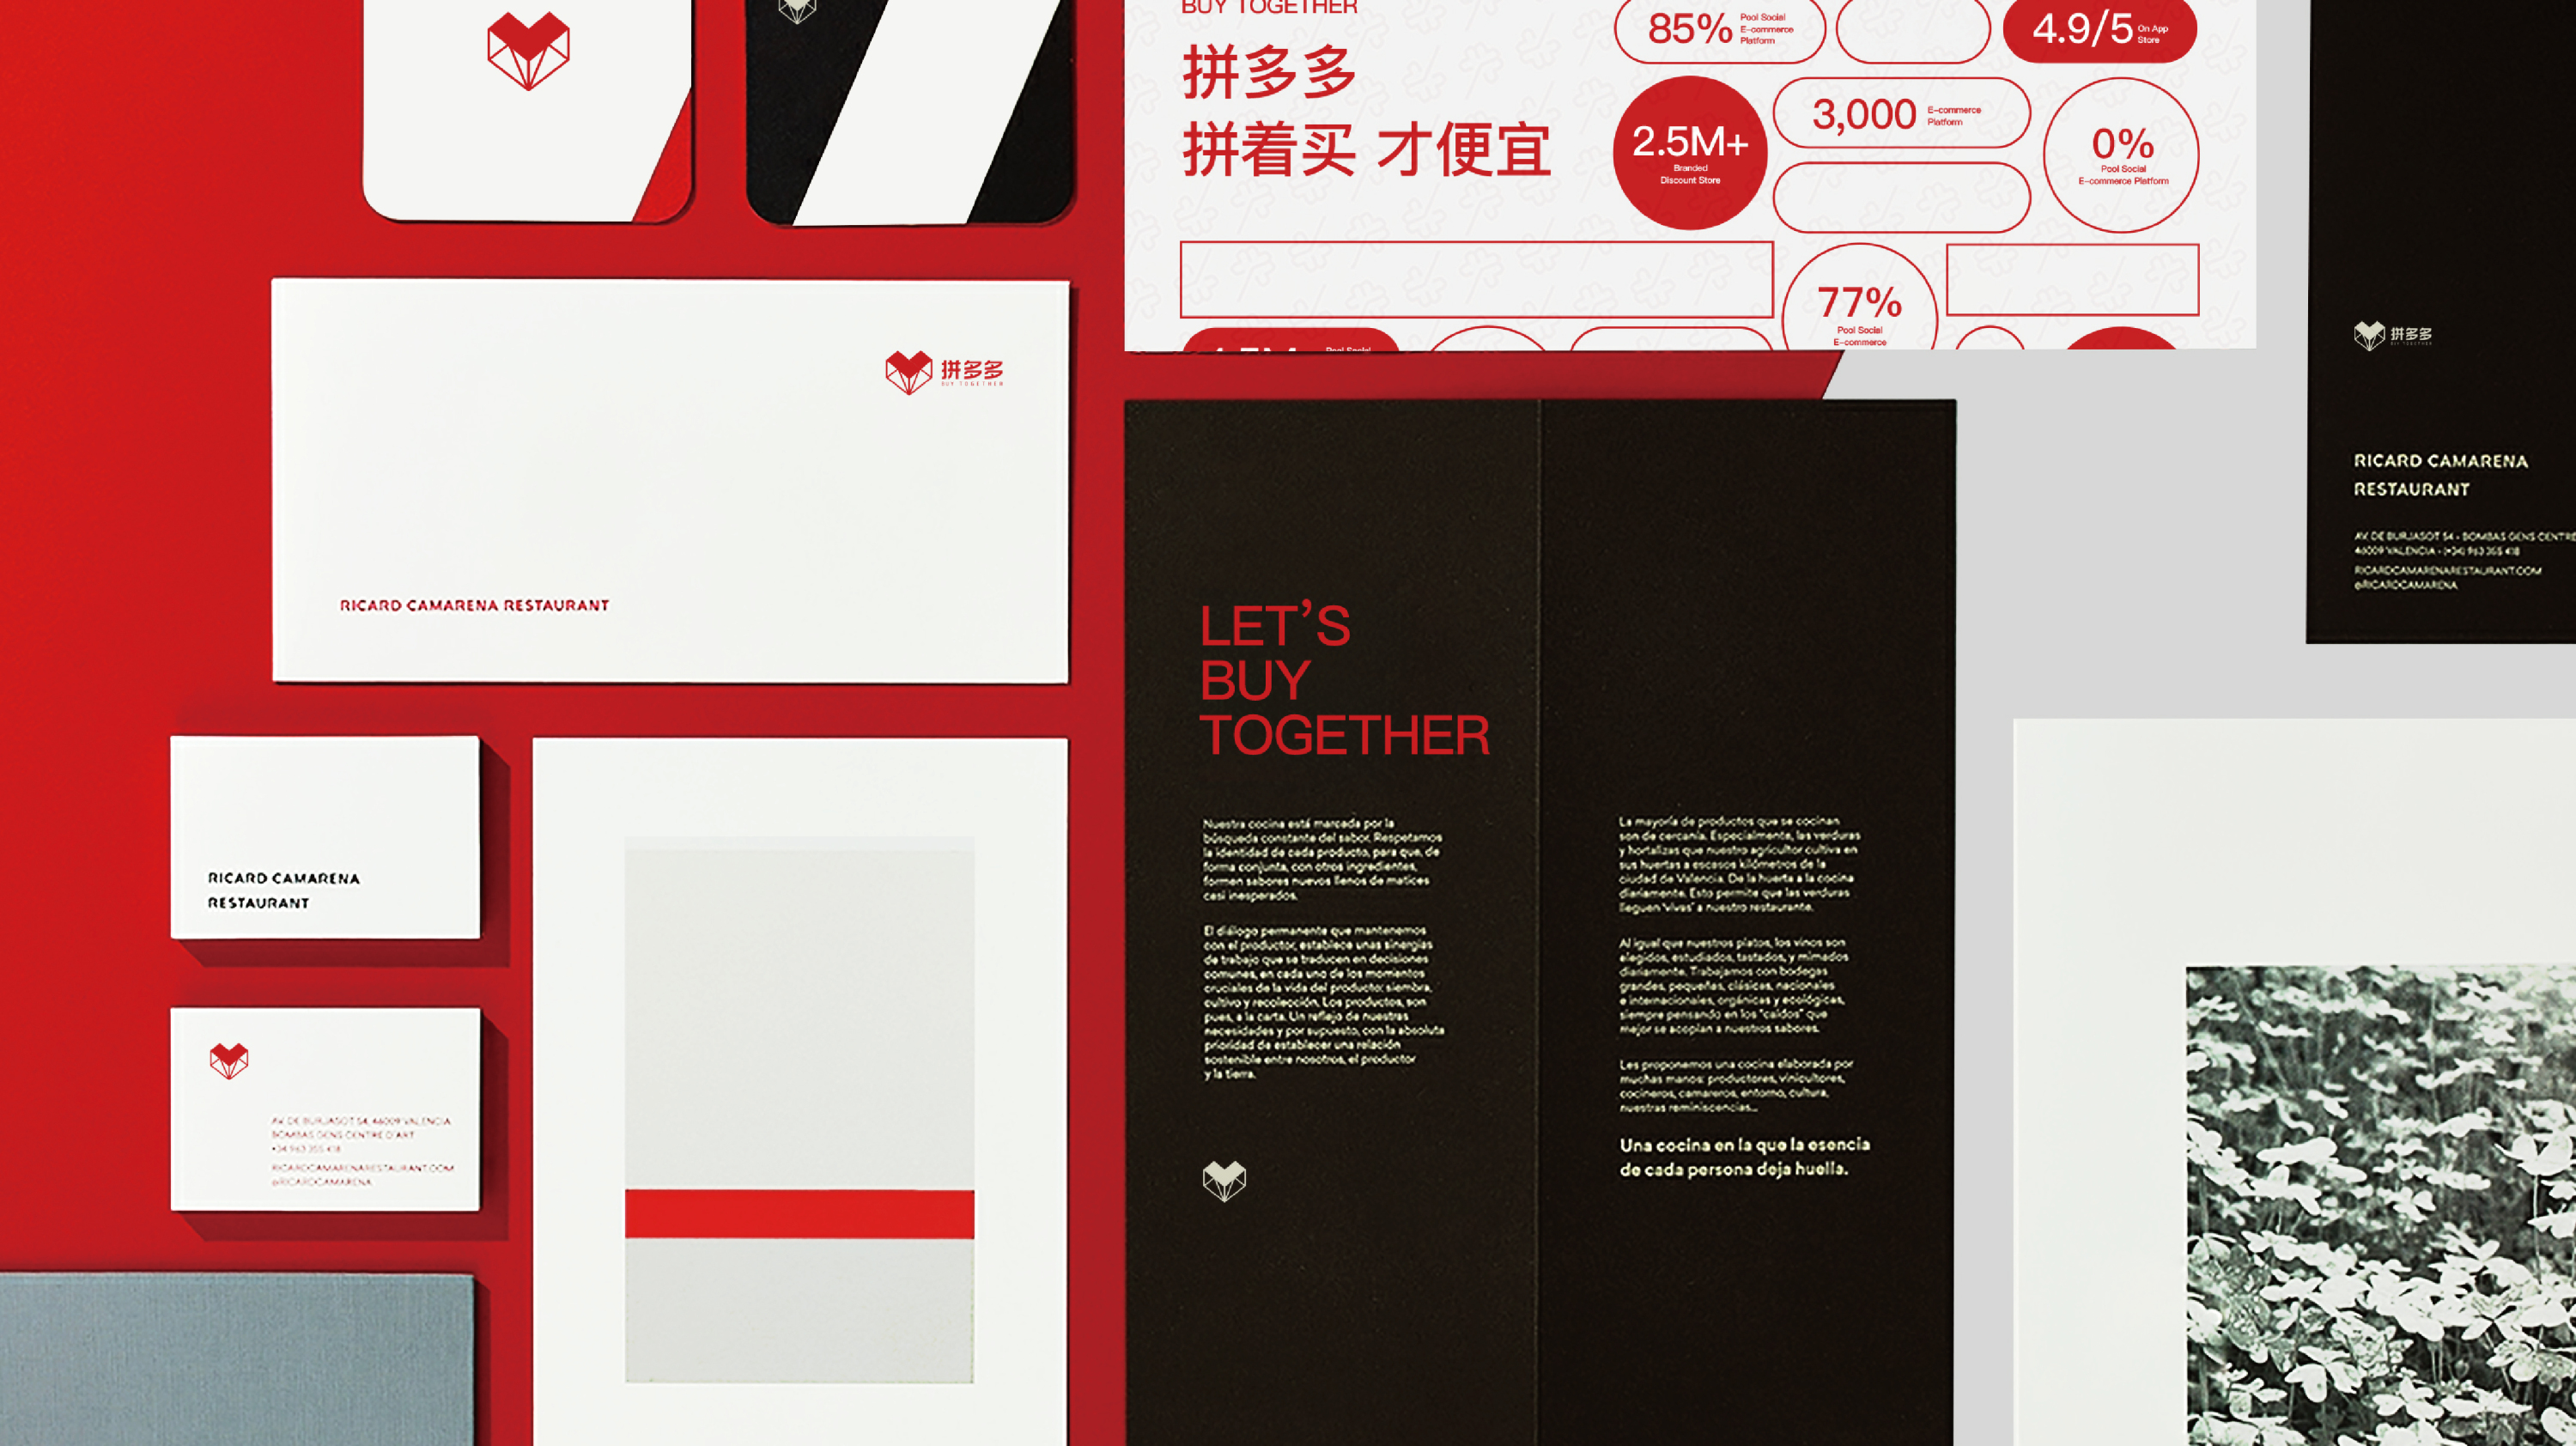 BUY TOGETHER
拼多多
拼着买 才便宜
85%
Pool Social
E-commerce
Platform
4.9/5
On App
Store
2.5M+
Branded
Discount Store
3,000
E-commerce
Platform
0%
Pool Social
E-commerce Platform
77%
Pool Social
E-commerce
Pool Social
拼多多
BUY TOGETHER
RICARD CAMARENA RESTAURANT
RICARD CAMARENA
RESTAURANT
AV. DE BURJASOT 54, 46009 VALENCIA
BOMBAS GENS CENTRE D'ART
+34 963 355 418
RICARDCAMARENARESTAURANT.COM
@RICARDCAMARENA
LET'S
BUY
TOGETHER
Nuestra cocina está marcada por la
búsqueda constante del sabor. Respetamos
la identidad de cada producto, para que, de
forma conjunta, con otros ingredientes,
formen sabores nuevos llenos de matices
casi inesperados.
El diálogo permanente que mantenemos
con el productor, establece unas sinergias
de trabajo que se traducen en decisiones
comunes, en cada uno de los momentos
cruciales de la vida del producto: siembra,
cultivo y recolección. Los productos, son
pues, a la carta. Un reflejo de nuestras
necesidades y por supuesto, con la absoluta
prioridad de establecer una relación
sostenible entre nosotros, el productor
y la tierra.
La mayoría de productos que se cocinan
son de cercanía. Especialmente, las verduras
y hortalizas que nuestro agricultor cultiva en
sus huertas a escasos kilómetros de la
ciudad de Valencia. De la huerta a la cocina
diariamente. Esto permite que las verduras
lleguen "vivas" a nuestro restaurante.
Al igual que nuestros platos, los vinos son
elegidos, estudiados, tastados, y mimados
diariamente. Trabajamos con bodegas
grandes, pequeñas, clásicas, nacionales
e internacionales, orgánicas y ecológicas,
siempre pensando en los "caldos" que
mejor se acoplan a nuestros sabores.
Les proponemos una cocina elaborada por
muchas manos: productores, vinicultores,
cocineros, camareros, entorno, cultura,
nuestras reminiscencias...
Una cocina en la que la esencia
de cada persona deja huella.
拼多多
BUY TOGETHER
RICARD CAMARENA
RESTAURANT
AV. DE BURJASOT 54 - BOMBAS GENS CENTRE
46009 VALENCIA - (+34) 963 355 418
RICARDCAMARENARESTAURANT.COM
@RICARDCAMARENA